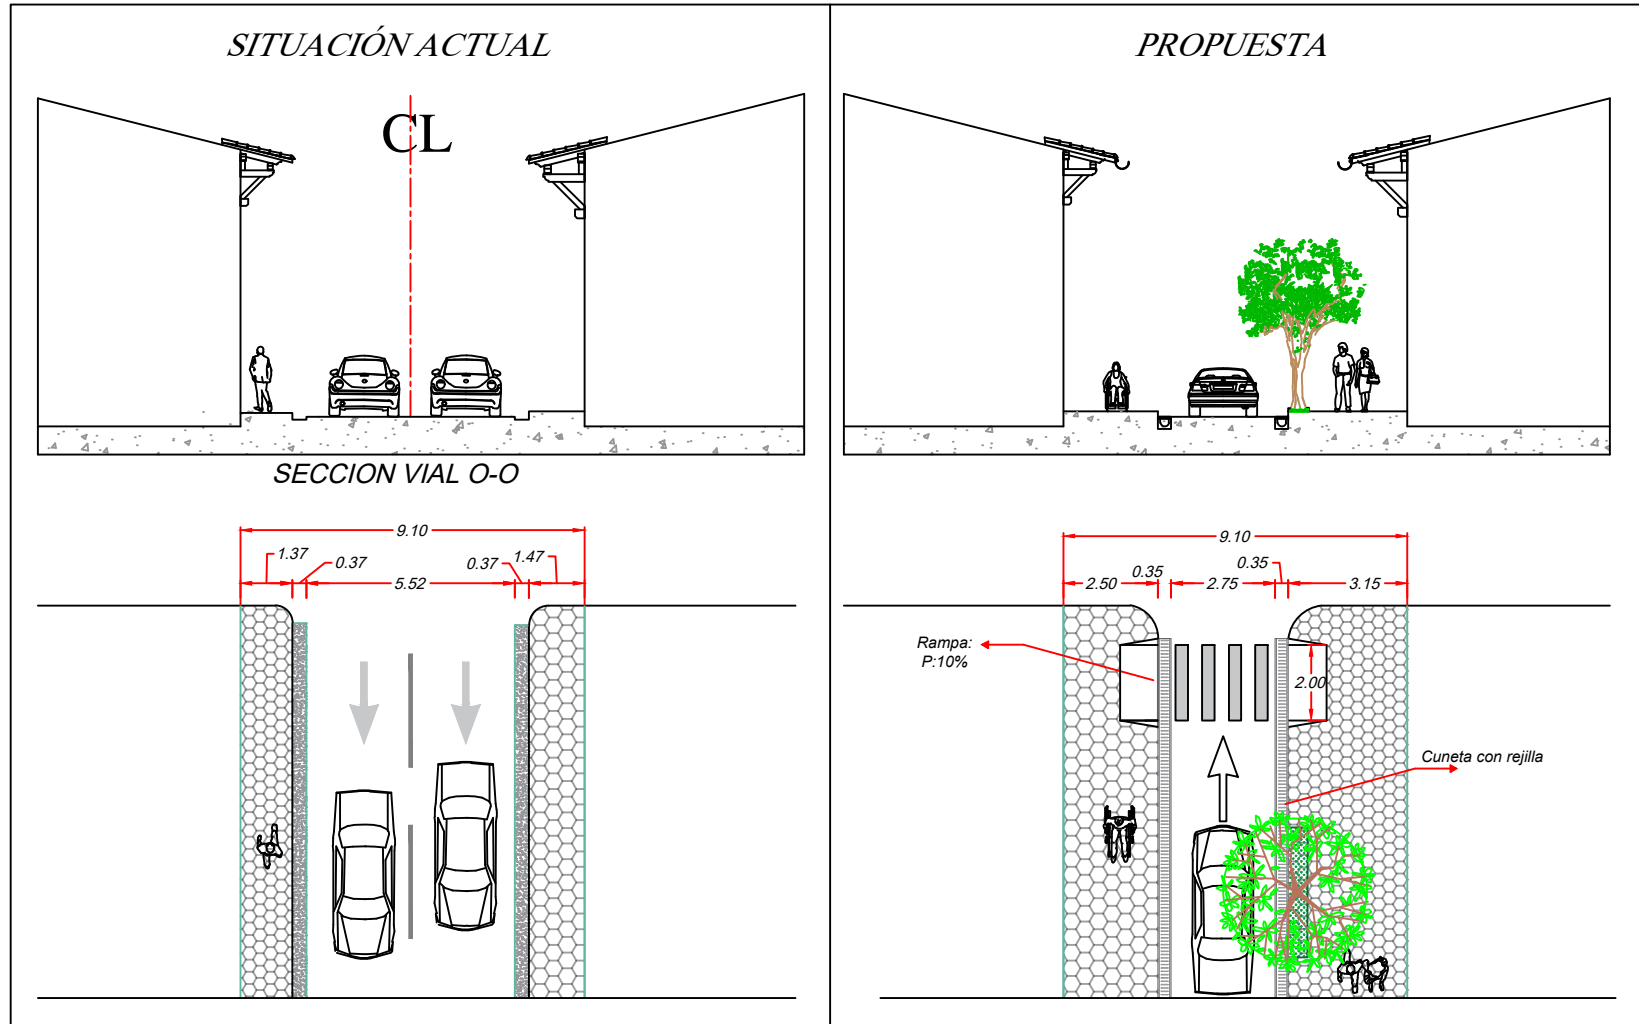 SITUACIÓN ACTUAL
CL
SECCION VIAL O-O
9.10
1.37
0.37
5.52
0.37
1.47
PROPUESTA
9.10
2.50
0.35
2.75
0.35
3.15
Rampa:
P:10%
2.00
Cuneta con rejilla